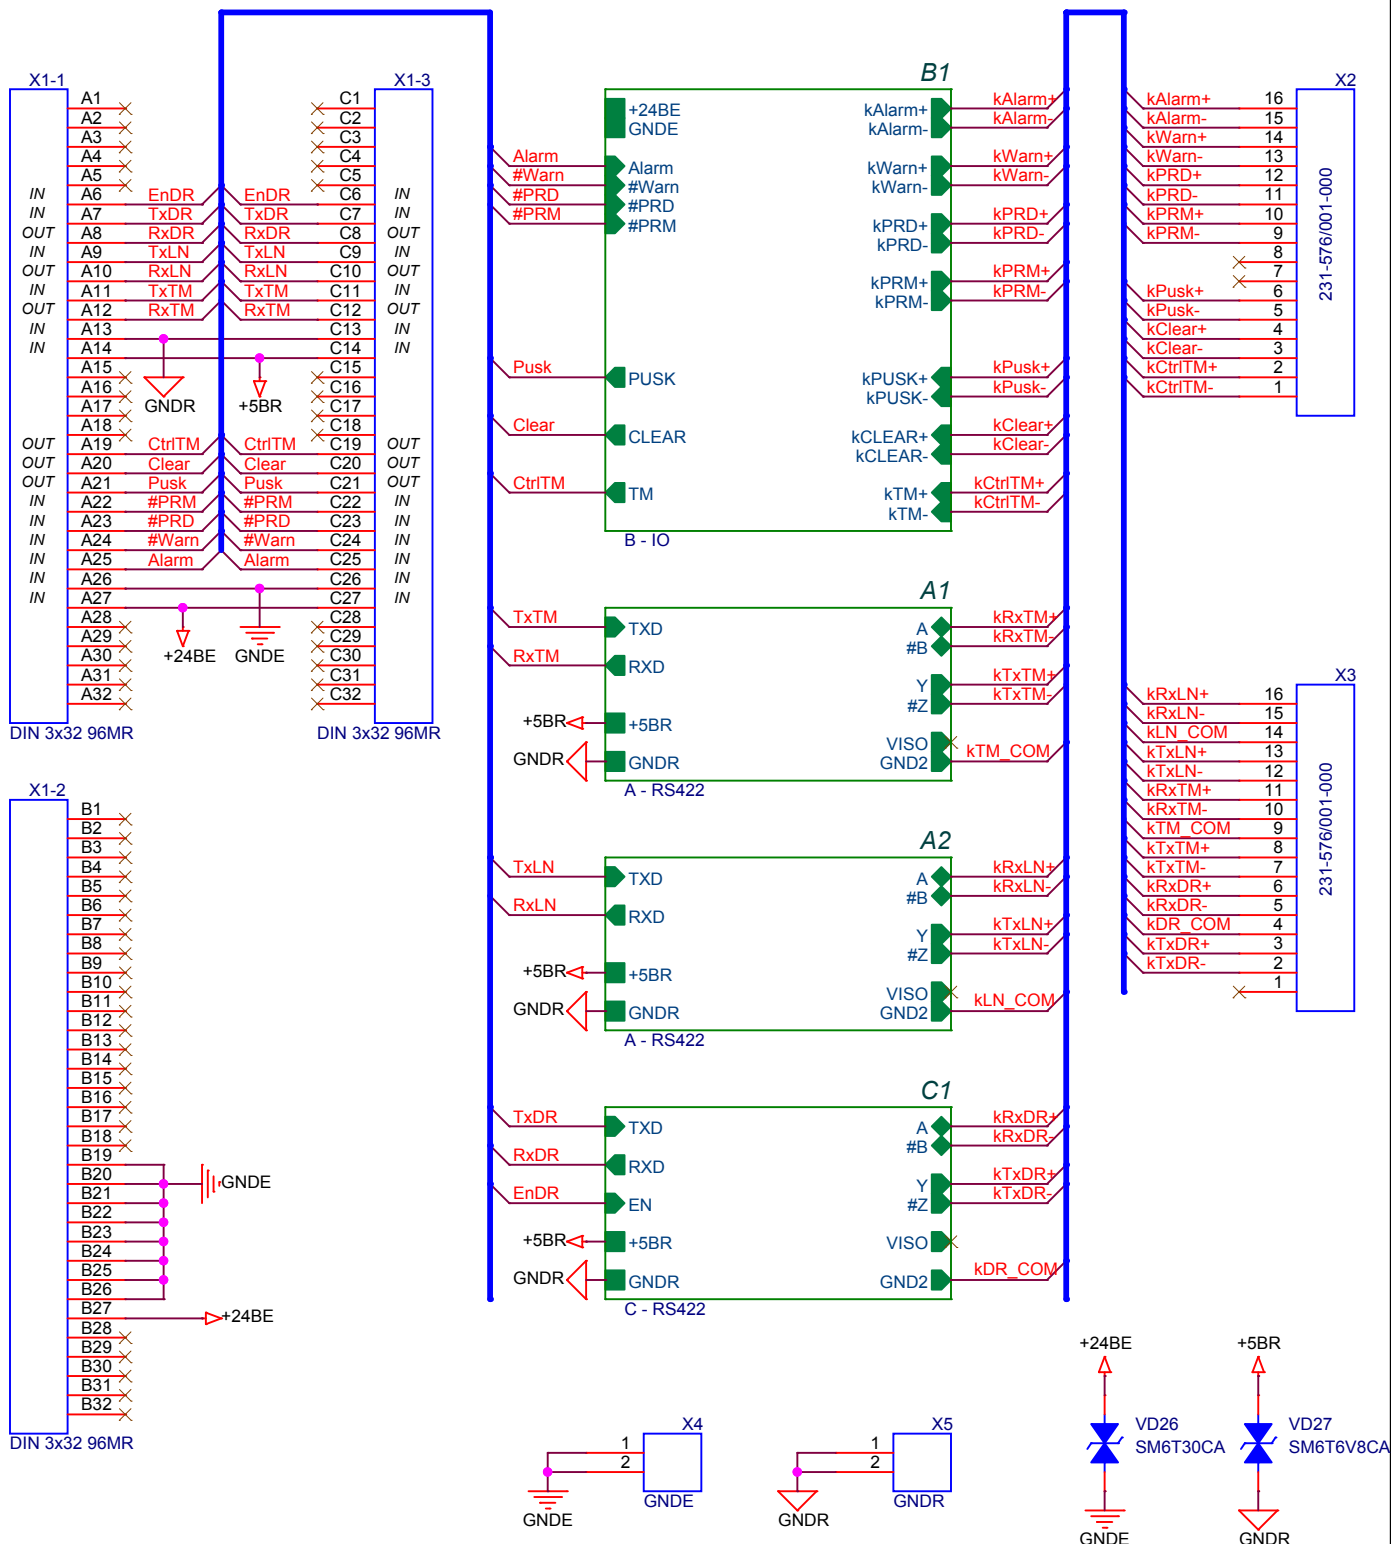 X1-1
A1
A2
A3
A4
A5
IN A6 EnDR
IN A7 TxDR
OUT A8 RxDR
IN A9 TxLN
OUT A10 RxLN
IN A11 TxTM
OUT A12 RxTM
IN A13
IN A14
A15
A16
A17
A18
OUT A19 CtrlTM
OUT A20 Clear
OUT A21 Pusk
IN A22 #PRM
IN A23 #PRD
IN A24 #Warn
IN A25 Alarm
IN A26
IN A27
A28
A29
A30
A31
A32
DIN 3x32 96MR
GNDR
+5BR
+24BE
GNDE
X1-3
C1
C2
C3
C4
C5
EnDR C6 IN
TxDR C7 IN
RxDR C8 OUT
TxLN C9 IN
RxLN C10 OUT
TxTM C11 IN
RxTM C12 OUT
C13 IN
C14 IN
C15
C16
C17
C18
CtrlTM C19 OUT
Clear C20 OUT
Pusk C21 OUT
#PRM C22 IN
#PRD C23 IN
#Warn C24 IN
Alarm C25 IN
C26 IN
C27 IN
C28
C29
C30
C31
C32
DIN 3x32 96MR
X1-2
B1
B2
B3
B4
B5
B6
B7
B8
B9
B10
B11
B12
B13
B14
B15
B16
B17
B18
B19
B20 GNDE
B21
B22
B23
B24
B25
B26
B27 +24BE
B28
B29
B30
B31
B32
DIN 3x32 96MR
B1
+24BE kAlarm+ kAlarm+
GNDE kAlarm- kAlarm-
Alarm Alarm kWarn+ kWarn+
#Warn #Warn kWarn- kWarn-
#PRD #PRD kPRD+ kPRD+
#PRM #PRM kPRD- kPRD-
kPRM+ kPRM+
kPRM- kPRM-
Pusk PUSK kPUSK+ kPusk+
kPUSK- kPusk-
Clear CLEAR kCLEAR+ kClear+
kCLEAR- kClear-
CtrlTM TM kTM+ kCtrlTM+
kTM- kCtrlTM-
B - IO
A1
TxTM TXD A kRxTM+
#B kRxTM-
RxTM RXD Y kTxTM+
#Z kTxTM-
+5BR +5BR VISO
GNDR GNDR GND2 kTM_COM
A - RS422
A2
TxLN TXD A kRxLN+
#B kRxLN-
RxLN RXD Y kTxLN+
#Z kTxLN-
+5BR +5BR VISO
GNDR GNDR GND2 kLN_COM
A - RS422
C1
TxDR TXD A kRxDR+
#B kRxDR-
RxDR RXD Y kTxDR+
EnDR EN #Z kTxDR-
+5BR +5BR VISO
GNDR GNDR GND2 kDR_COM
C - RS422
X2
kAlarm+ 16
kAlarm- 15
kWarn+ 14
kWarn- 13
kPRD+ 12
kPRD- 11
kPRM+ 10
kPRM- 9
8
7
kPusk+ 6
kPusk- 5
kClear+ 4
kClear- 3
kCtrlTM+ 2
kCtrlTM- 1
231-576/001-000
X3
kRxLN+ 16
kRxLN- 15
kLN_COM 14
kTxLN+ 13
kTxLN- 12
kRxTM+ 11
kRxTM- 10
kTM_COM 9
kTxTM+ 8
kTxTM- 7
kRxDR+ 6
kRxDR- 5
kDR_COM 4
kTxDR+ 3
kTxDR- 2
1
231-576/001-000
X4
1
2
GNDE
GNDE
X5
1
2
GNDR
GNDR
+24BE
VD26
SM6T30CA
GNDE
+5BR
VD27
SM6T6V8CA
GNDR